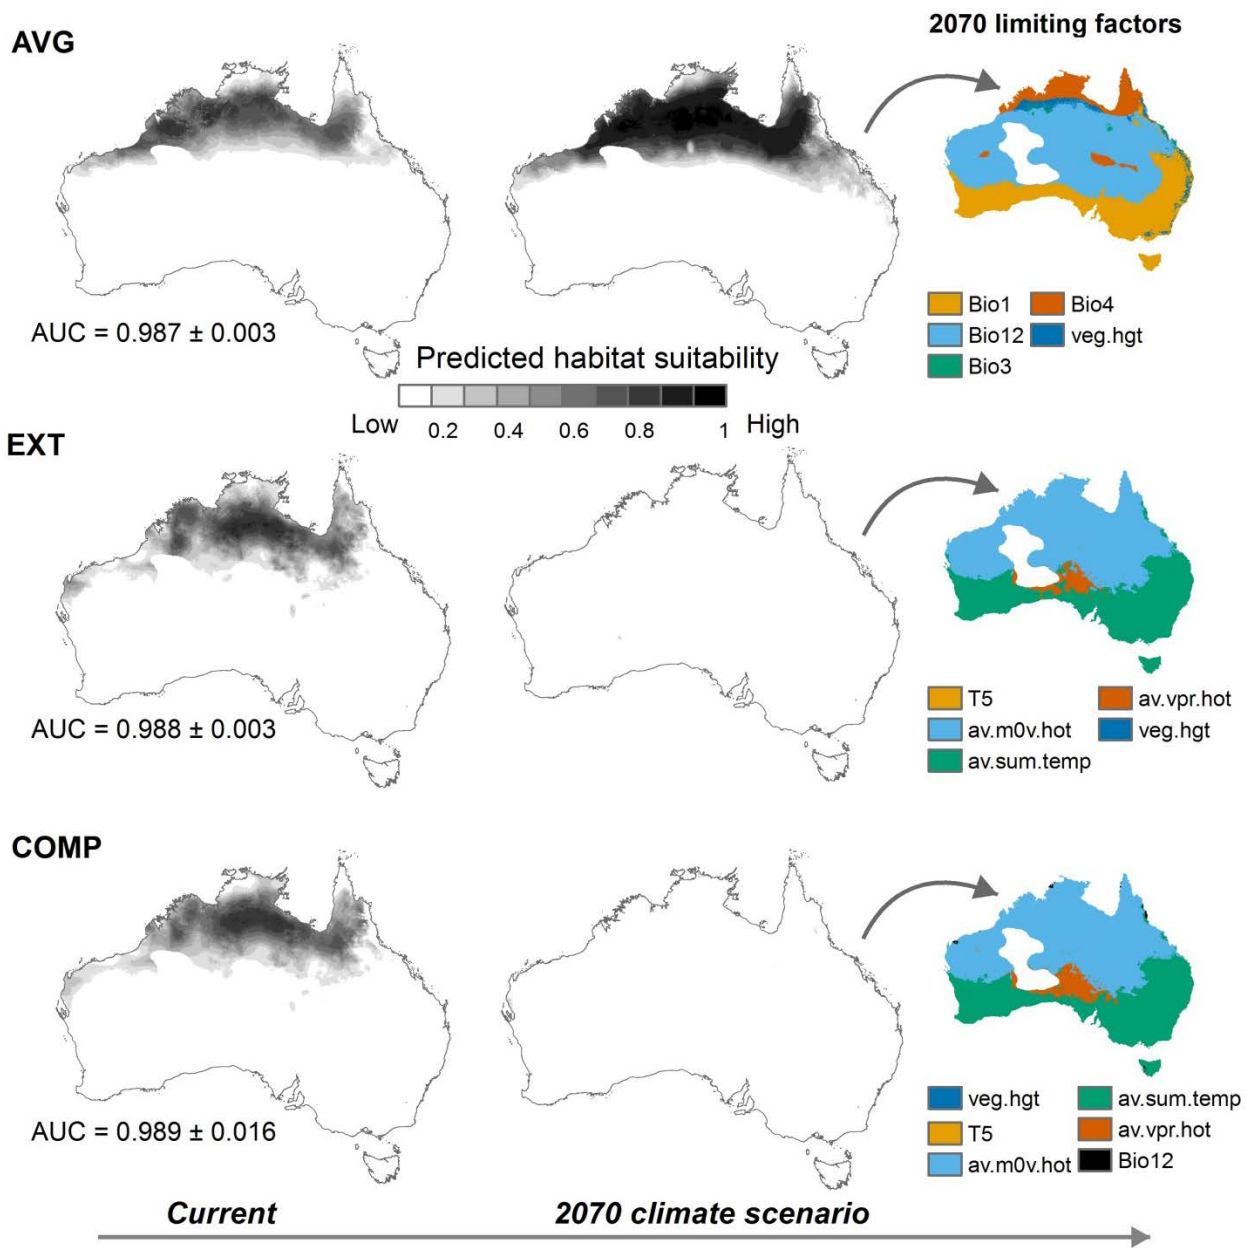 AVG
2070 limiting factors
Bio1
Bio4
Bio12
veg.hgt
Bio3
AUC = 0.987 ± 0.003
Predicted habitat suitability
Low 0.2 0.4 0.6 0.8 1 High
EXT
T5
av.vpr.hot
av.m0v.hot
veg.hgt
av.sum.temp
AUC = 0.988 ± 0.003
COMP
veg.hgt
av.sum.temp
T5
av.vpr.hot
av.m0v.hot
Bio12
AUC = 0.989 ± 0.016
Current
2070 climate scenario